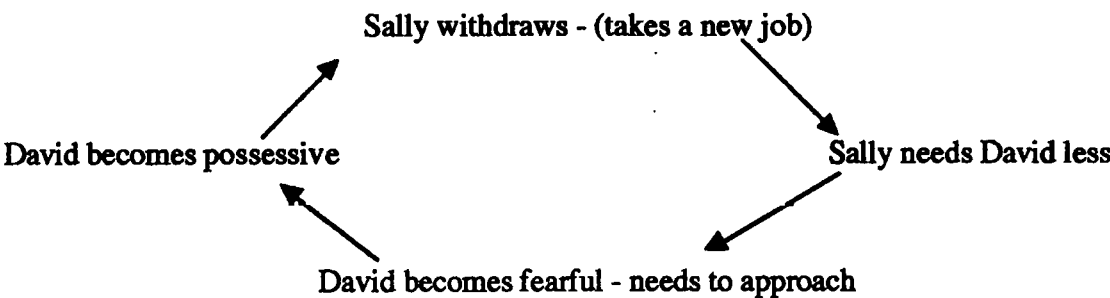 Sally withdraws - (takes a new job)
David becomes possessive
Sally needs David less
David becomes fearful - needs to approach